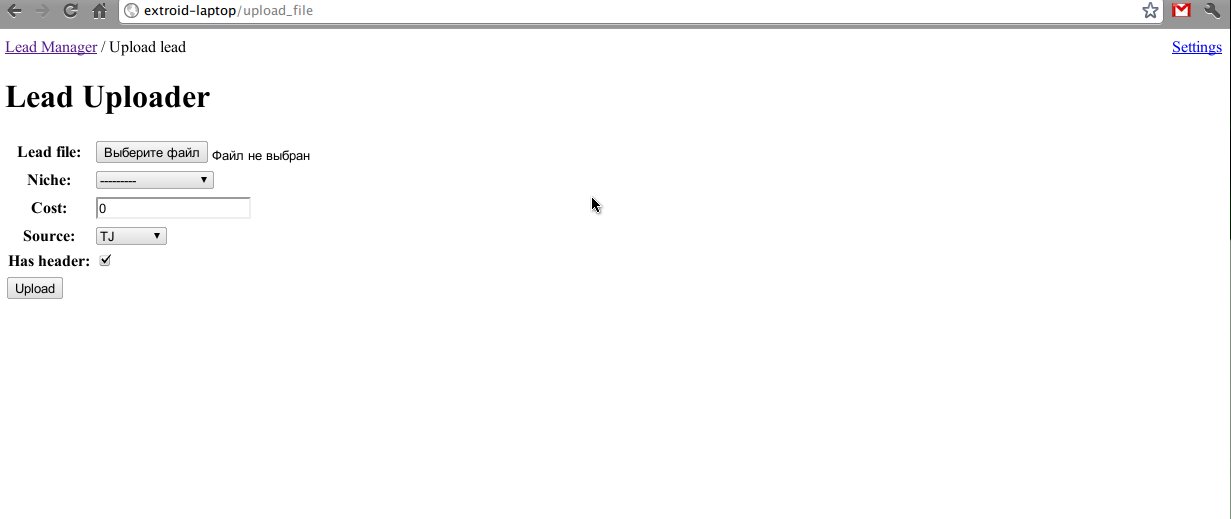 extroid-laptop/upload_file
Lead Manager / Upload lead Settings
Lead Uploader
Lead file: Выберите файл Файл не выбран
Niche: ---------
Cost: 0
Source: TJ
Has header:
Upload